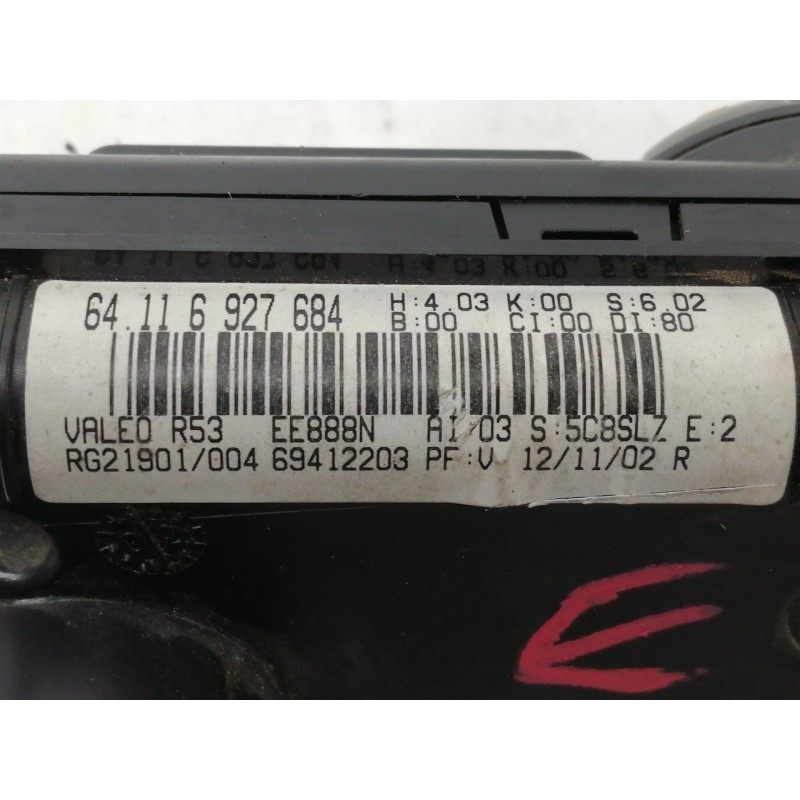 64.11 6 927 684 H:4.03 K:00 S:6.02
B:00 CI:00 DI:80
VALEO R53 EE888N AI/03 S:5C8SLZ E:2
RG21901/004 69412203 PF:V 12/11/02 R
E